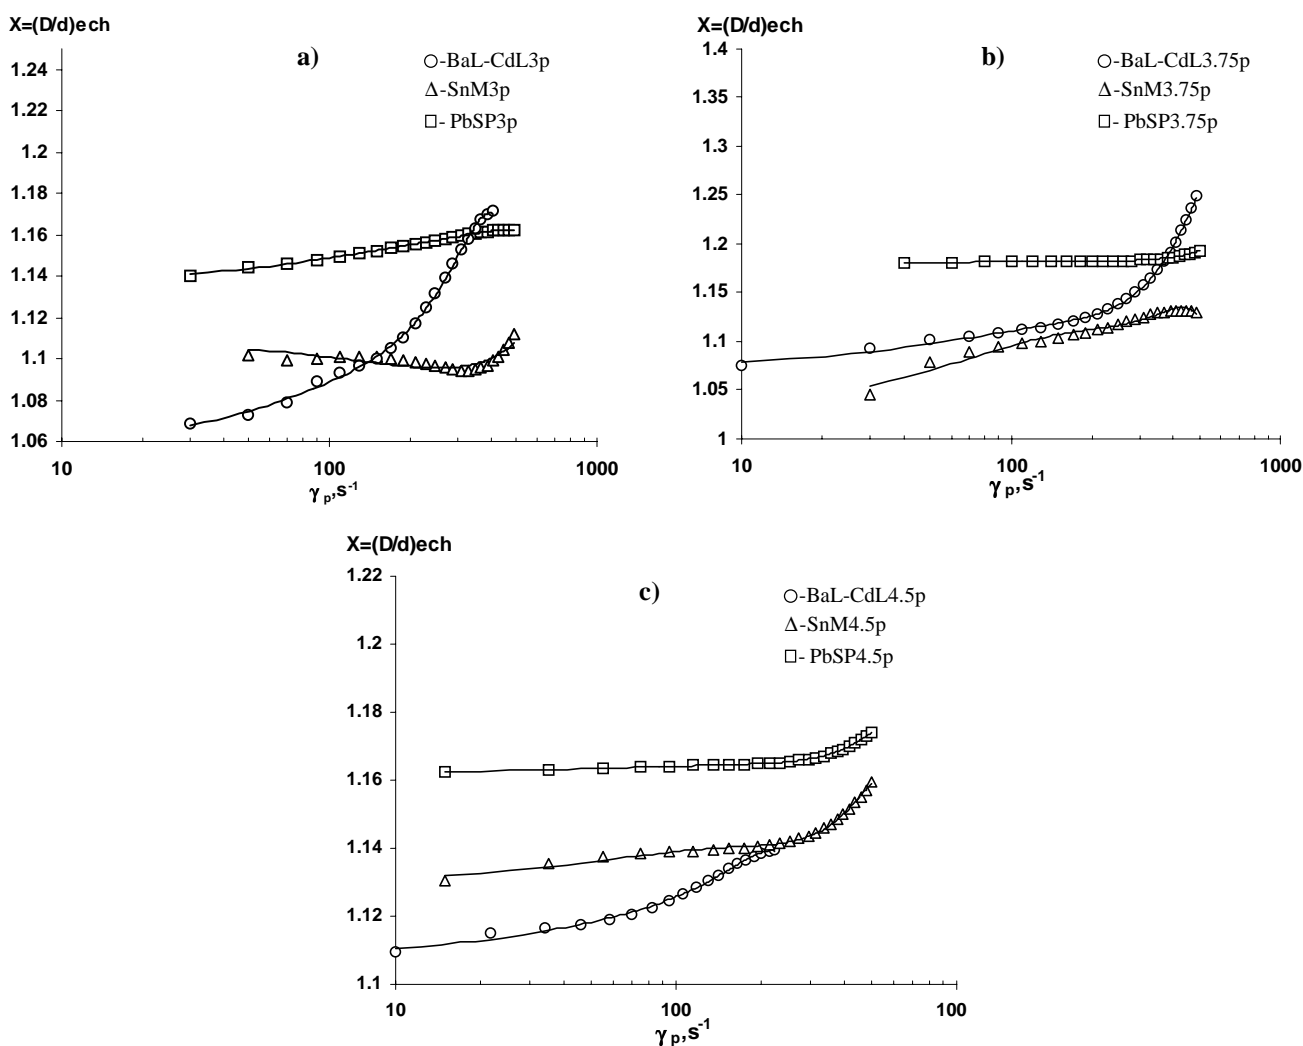 X=(D/d)ech
a)
1.24
1.22
1.2
1.18
1.16
1.14
1.12
1.1
1.08
1.06
10
100
1000
γ p,s-1
-BaL-CdL3p
-SnM3p
- PbSP3p
X=(D/d)ech
b)
1.4
1.35
1.3
1.25
1.2
1.15
1.1
1.05
1
10
100
1000
γ p,s-1
-BaL-CdL3.75p
-SnM3.75p
-PbSP3.75p
X=(D/d)ech
c)
1.22
1.2
1.18
1.16
1.14
1.12
1.1
10
100
100
γ p,s-1
-BaL-CdL4.5p
-SnM4.5p
- PbSP4.5p